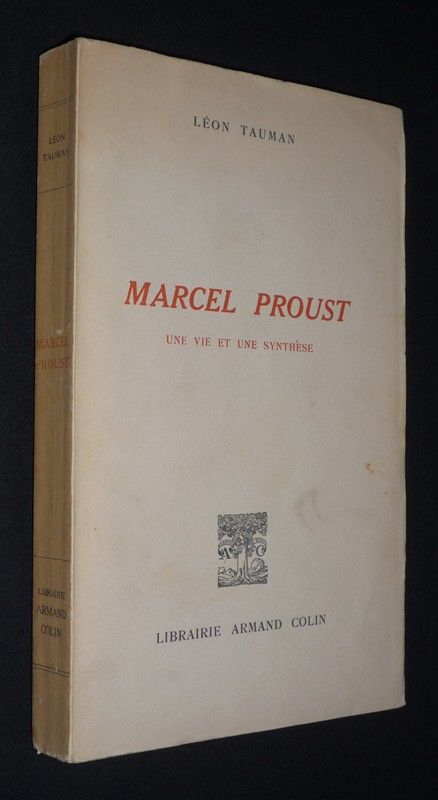 LÉON TAUMAN
MARCEL PROUST
UNE VIE ET UNE SYNTHÈSE
A C
LIBRAIRIE ARMAND COLIN
LÉON
TAUMAN
MARCEL
PROUST
LIBRAIRIE
ARMAND
COLIN